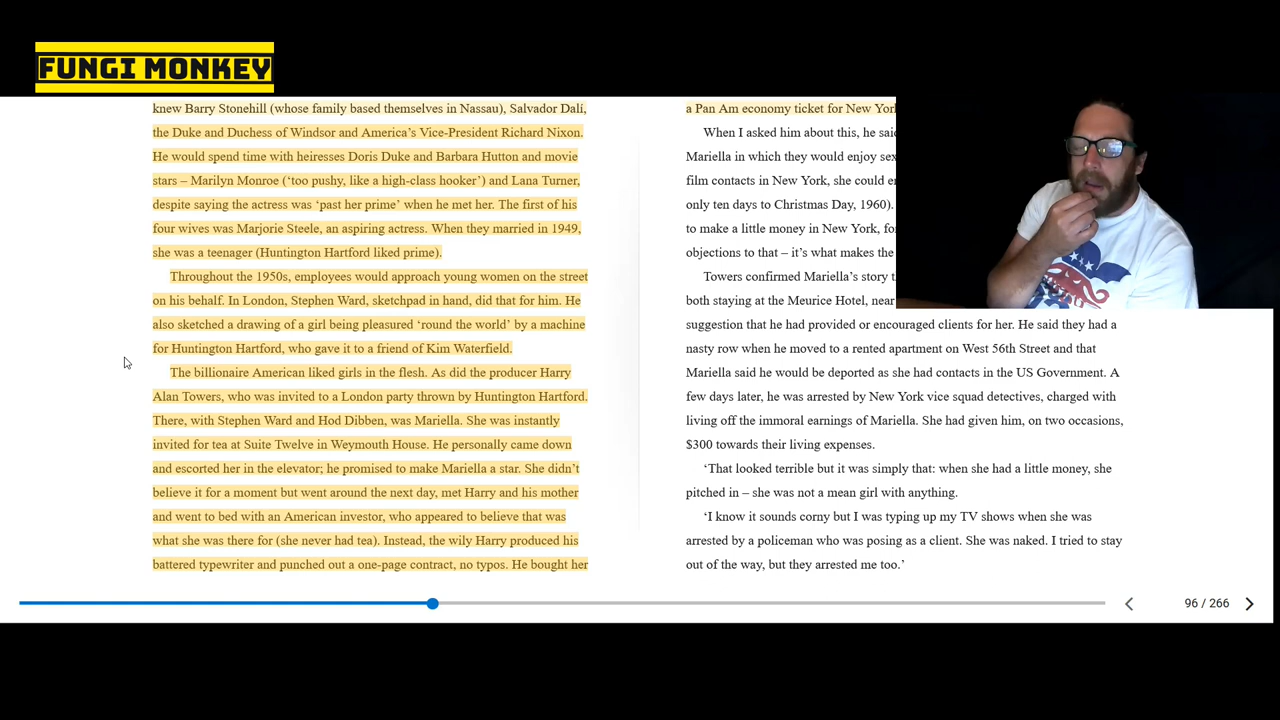 FUNGI MONKEY
knew Barry Stonehill (whose family based themselves in Nassau), Salvador Dalí,
the Duke and Duchess of Windsor and America’s Vice-President Richard Nixon.
He would spend time with heiresses Doris Duke and Barbara Hutton and movie
stars – Marilyn Monroe (‘too pushy, like a high-class hooker’) and Lana Turner,
despite saying the actress was ‘past her prime’ when he met her. The first of his
four wives was Marjorie Steele, an aspiring actress. When they married in 1949,
she was a teenager (Huntington Hartford liked prime).
Throughout the 1950s, employees would approach young women on the street
on his behalf. In London, Stephen Ward, sketchpad in hand, did that for him. He
also sketched a drawing of a girl being pleasured ‘round the world’ by a machine
for Huntington Hartford, who gave it to a friend of Kim Waterfield.
The billionaire American liked girls in the flesh. As did the producer Harry
Alan Towers, who was invited to a London party thrown by Huntington Hartford.
There, with Stephen Ward and Hod Dibben, was Mariella. She was instantly
invited for tea at Suite Twelve in Weymouth House. He personally came down
and escorted her in the elevator; he promised to make Mariella a star. She didn’t
believe it for a moment but went around the next day, met Harry and his mother
and went to bed with an American investor, who appeared to believe that was
what she was there for (she never had tea). Instead, the wily Harry produced his
battered typewriter and punched out a one-page contract, no typos. He bought her
a Pan Am economy ticket for New York
When I asked him about this, he said
Mariella in which they would enjoy sex
film contacts in New York, she could e
only ten days to Christmas Day, 1960).
to make a little money in New York, fo
objections to that – it’s what makes the
Towers confirmed Mariella’s story t
both staying at the Meurice Hotel, near
suggestion that he had provided or encouraged clients for her. He said they had a
nasty row when he moved to a rented apartment on West 56th Street and that
Mariella said he would be deported as she had contacts in the US Government. A
few days later, he was arrested by New York vice squad detectives, charged with
living off the immoral earnings of Mariella. She had given him, on two occasions,
$300 towards their living expenses.
‘That looked terrible but it was simply that: when she had a little money, she
pitched in – she was not a mean girl with anything.
‘I know it sounds corny but I was typing up my TV shows when she was
arrested by a policeman who was posing as a client. She was naked. I tried to stay
out of the way, but they arrested me too.’
96 / 266